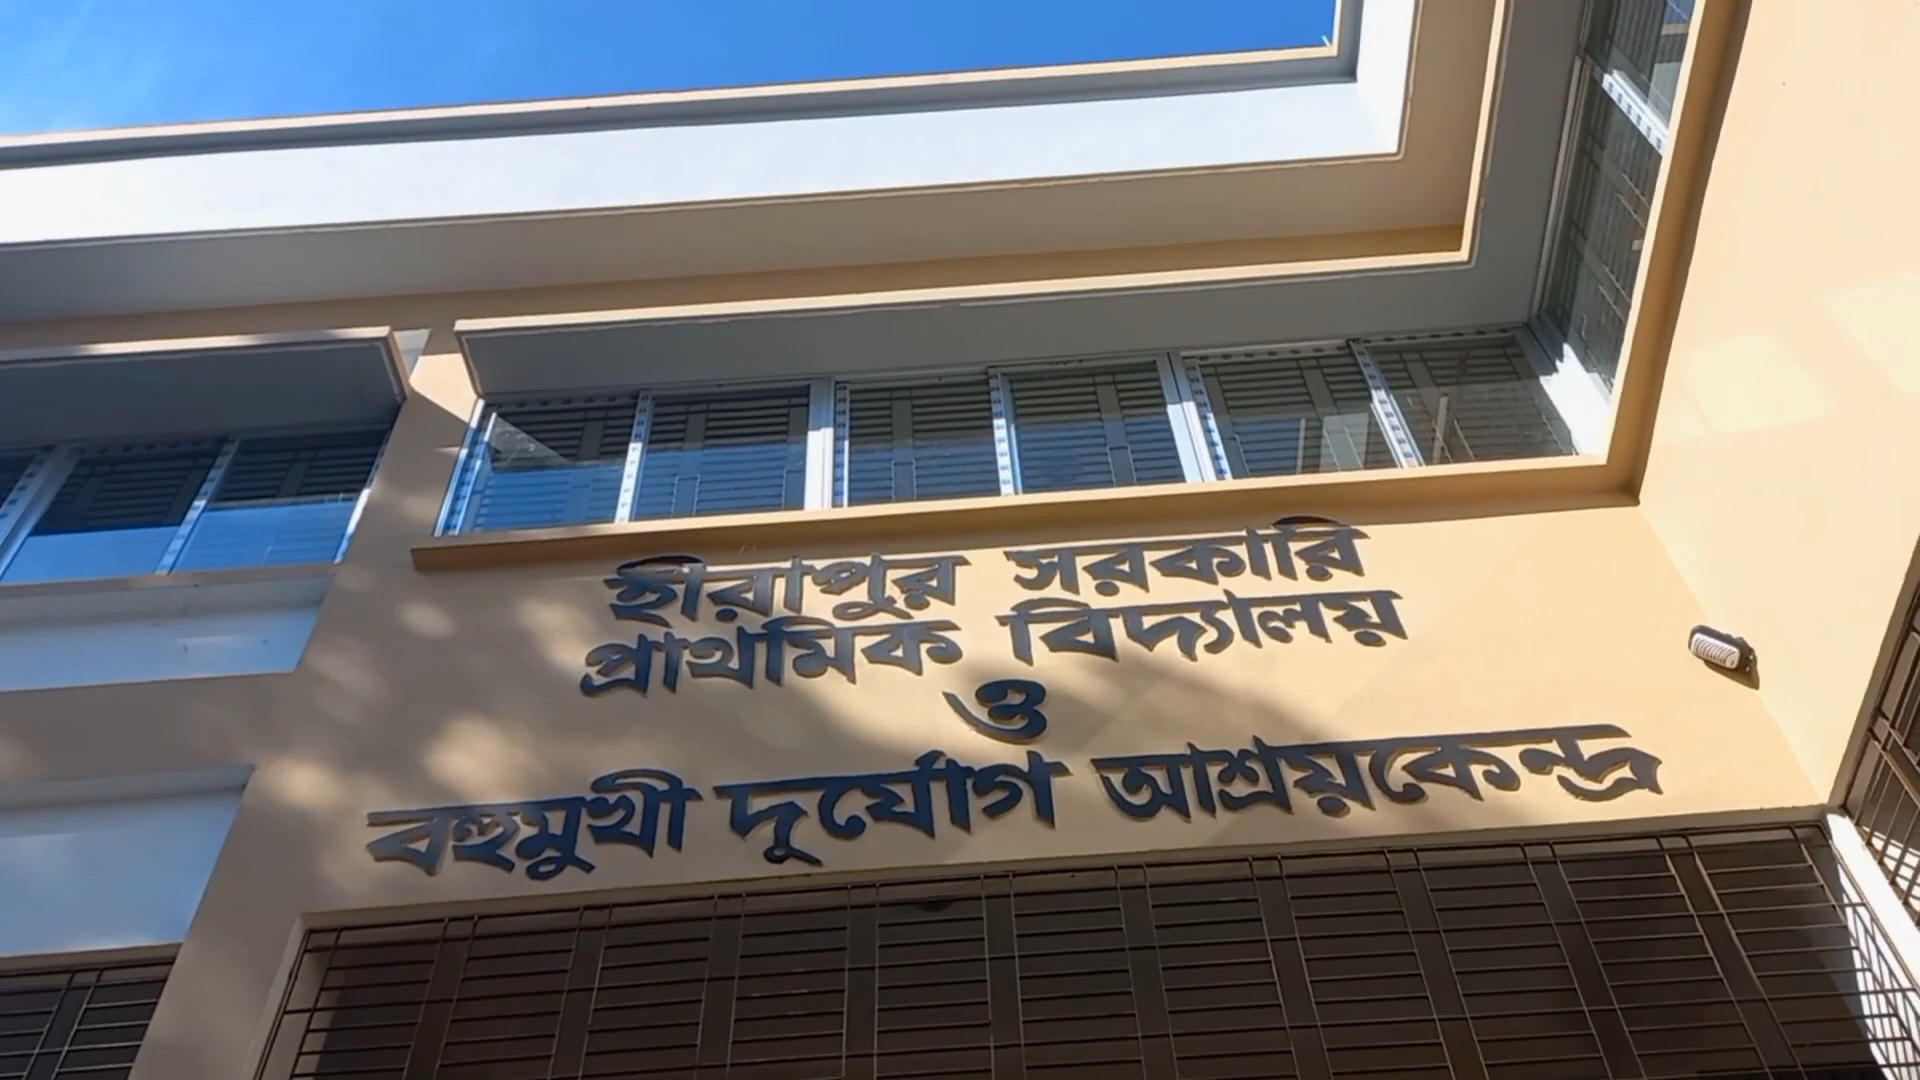 হীরাপুর সরকারি
প্রাথমিক বিদ্যালয়
ও
বহুমুখী দুর্যোগ আশ্রয়কেন্দ্র